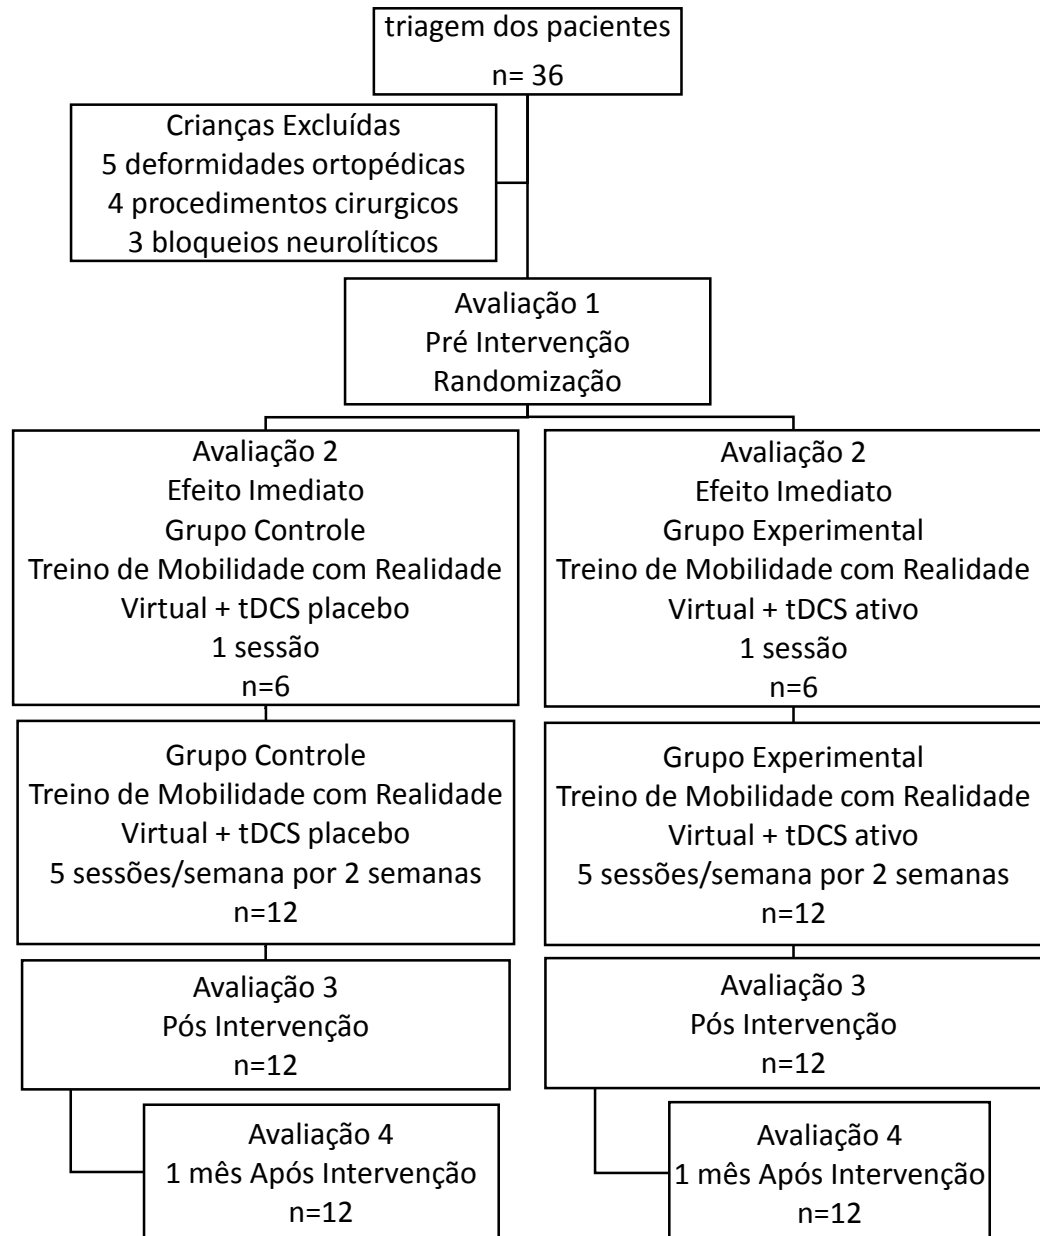 triagem dos pacientes
n= 36
Crianças Excluídas
5 deformidades ortopédicas
4 procedimentos cirurgicos
3 bloqueios neurolíticos
Avaliação 1
Pré Intervenção
Randomização
Avaliação 2
Efeito Imediato
Grupo Controle
Treino de Mobilidade com Realidade
Virtual + tDCS placebo
1 sessão
n=6
Avaliação 2
Efeito Imediato
Grupo Experimental
Treino de Mobilidade com Realidade
Virtual + tDCS ativo
1 sessão
n=6
Grupo Controle
Treino de Mobilidade com Realidade
Virtual + tDCS placebo
5 sessões/semana por 2 semanas
n=12
Grupo Experimental
Treino de Mobilidade com Realidade
Virtual + tDCS ativo
5 sessões/semana por 2 semanas
n=12
Avaliação 3
Pós Intervenção
n=12
Avaliação 3
Pós Intervenção
n=12
Avaliação 4
1 mês Após Intervenção
n=12
Avaliação 4
1 mês Após Intervenção
n=12